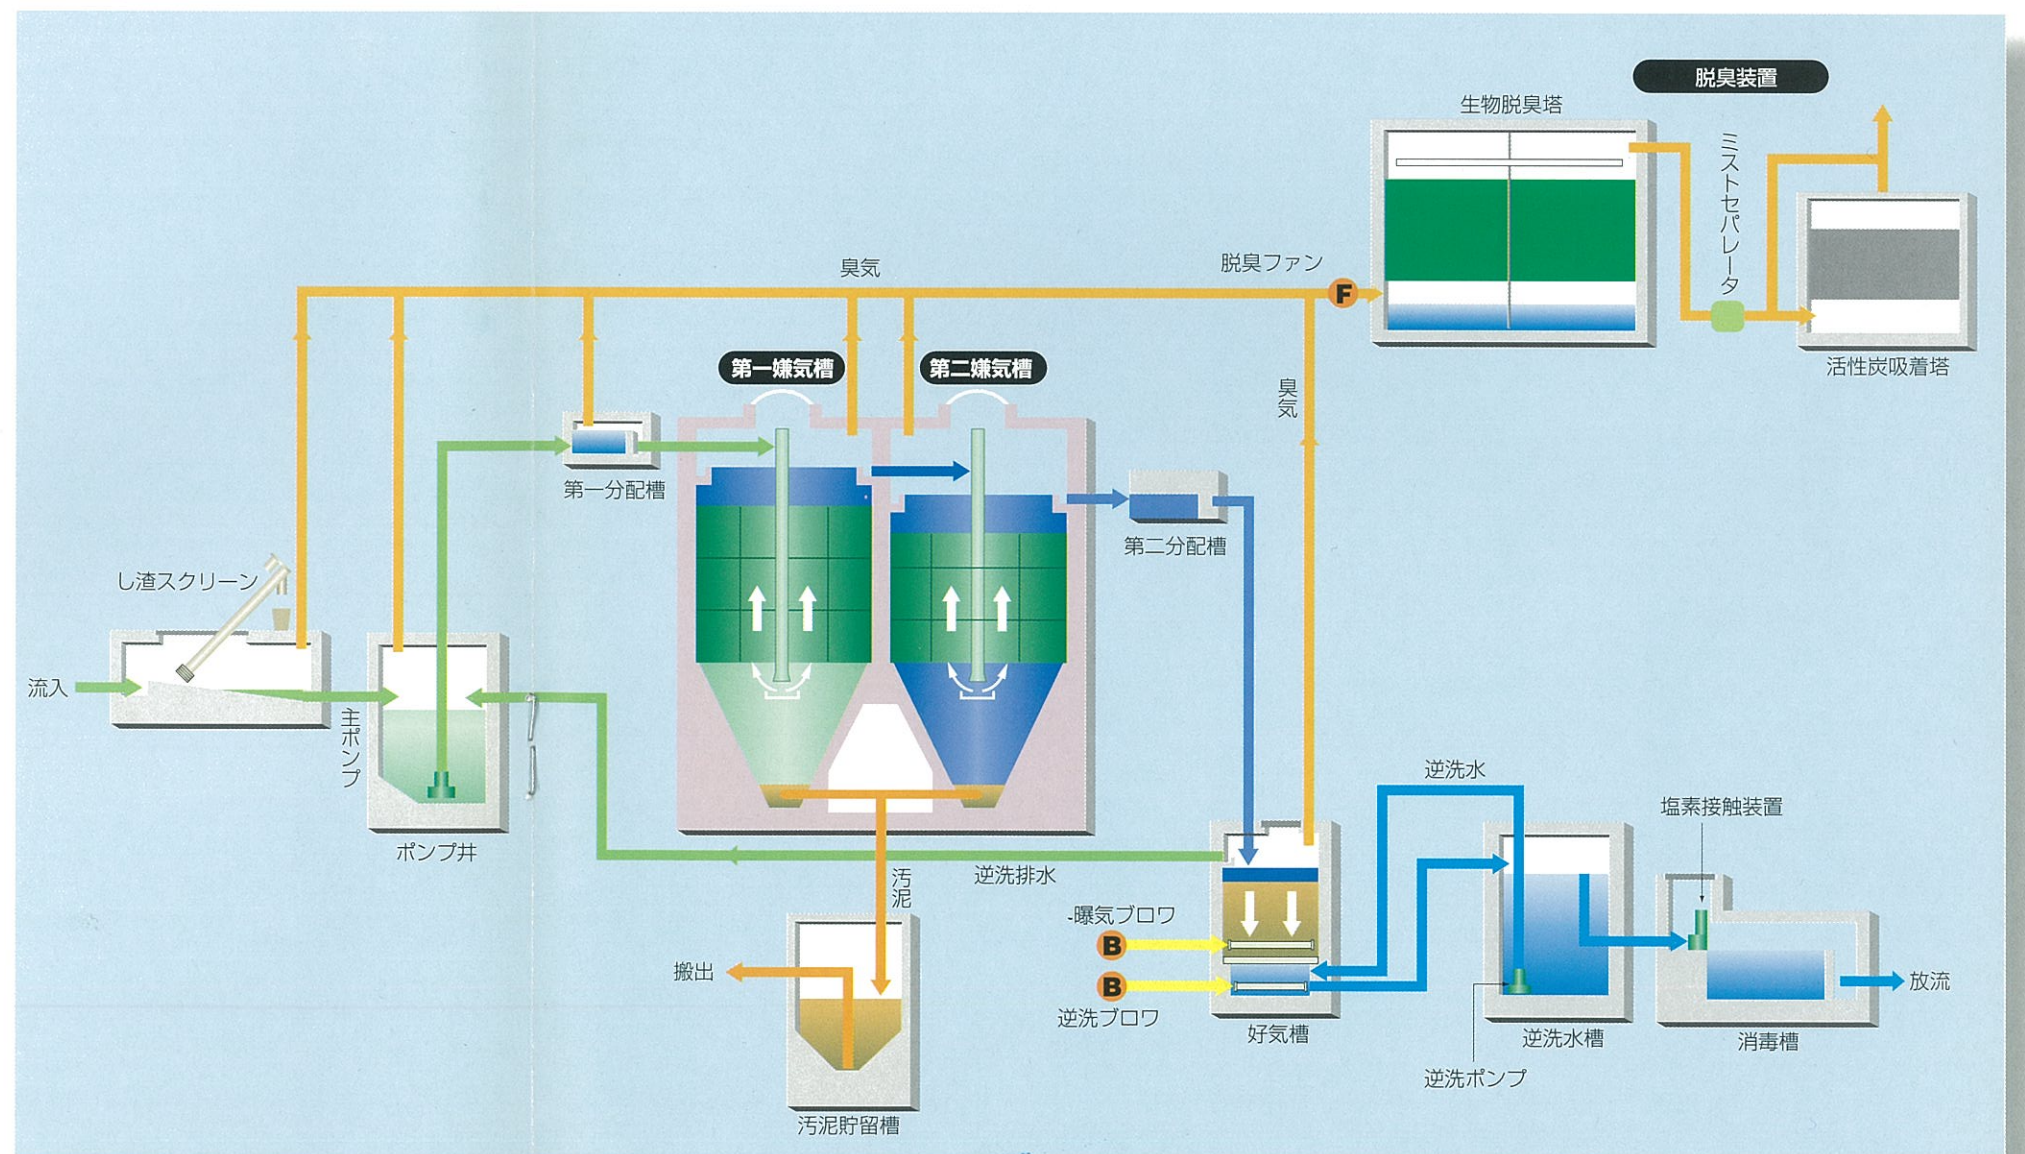 脱臭装置
生物脱臭塔
ミストセパレータ
臭気
脱臭ファン
F
活性炭吸着塔
第一嫌気槽
第二嫌気槽
臭気
第一分配槽
第二分配槽
し渣スクリーン
流入
主ポンプ
ポンプ井
逆洗水
塩素接触装置
逆洗排水
汚泥
曝気ブロワ
B
搬出
B
逆洗ブロワ
放流
好気槽
逆洗水槽
消毒槽
逆洗ポンプ
汚泥貯留槽